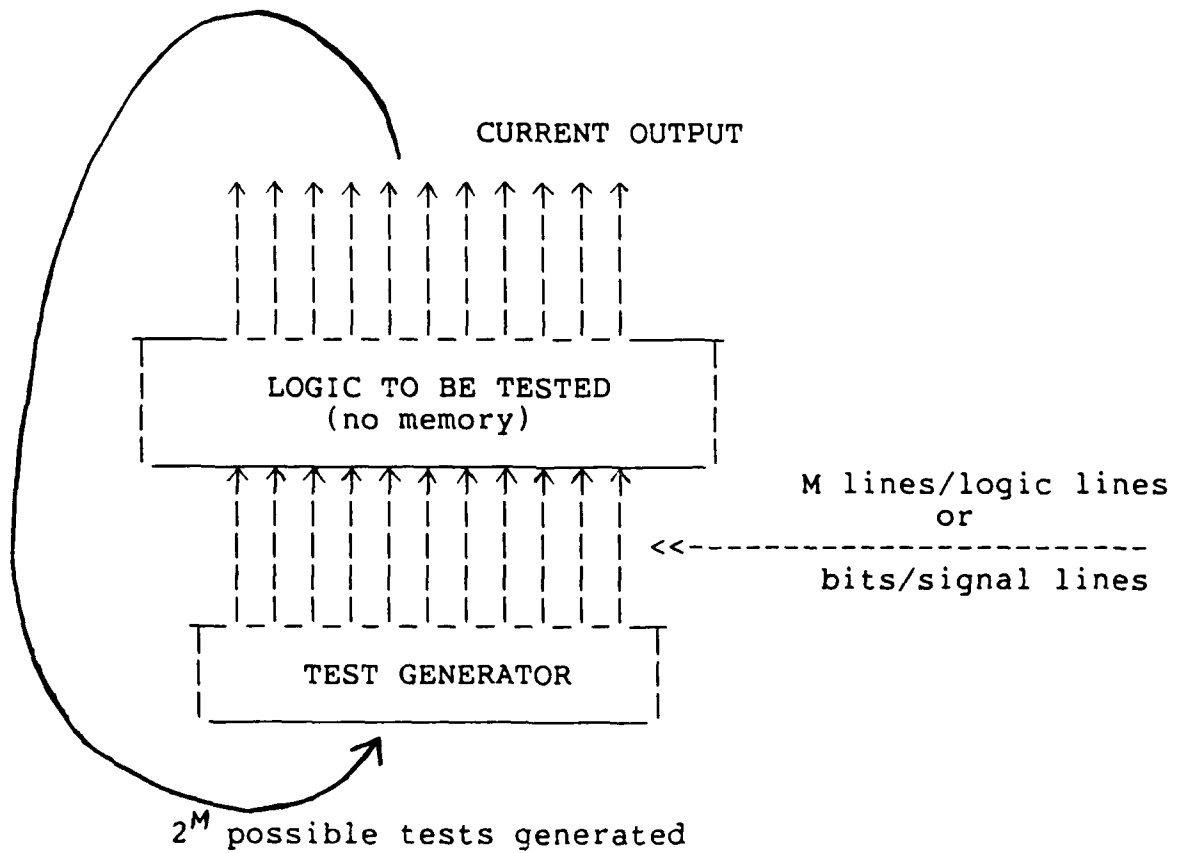 CURRENT OUTPUT
LOGIC TO BE TESTED
(no memory)
M lines/logic lines
or
<<-----------------------
bits/signal lines
TEST GENERATOR
2^M possible tests generated